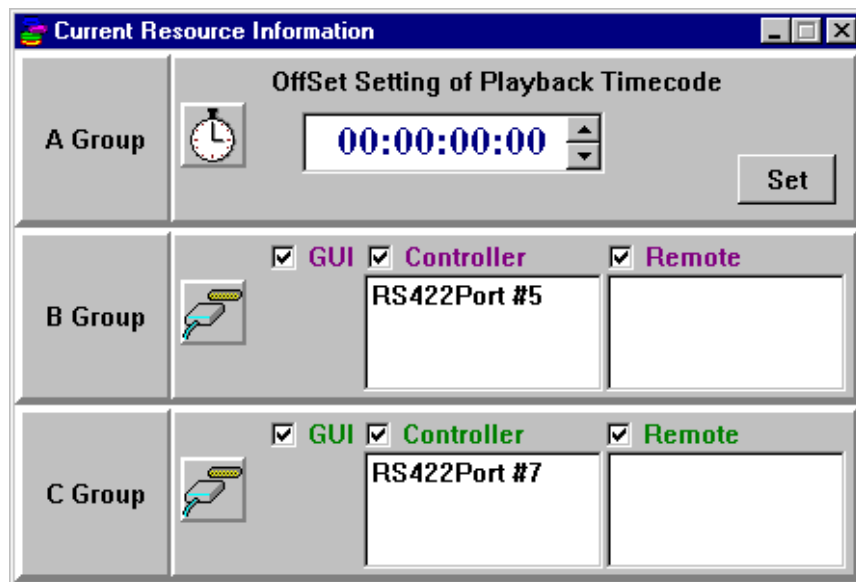 Current Resource Information
OffSet Setting of Playback Timecode
A Group
00:00:00:00
Set
GUI Controller Remote
RS422Port #5
B Group
GUI Controller Remote
RS422Port #7
C Group